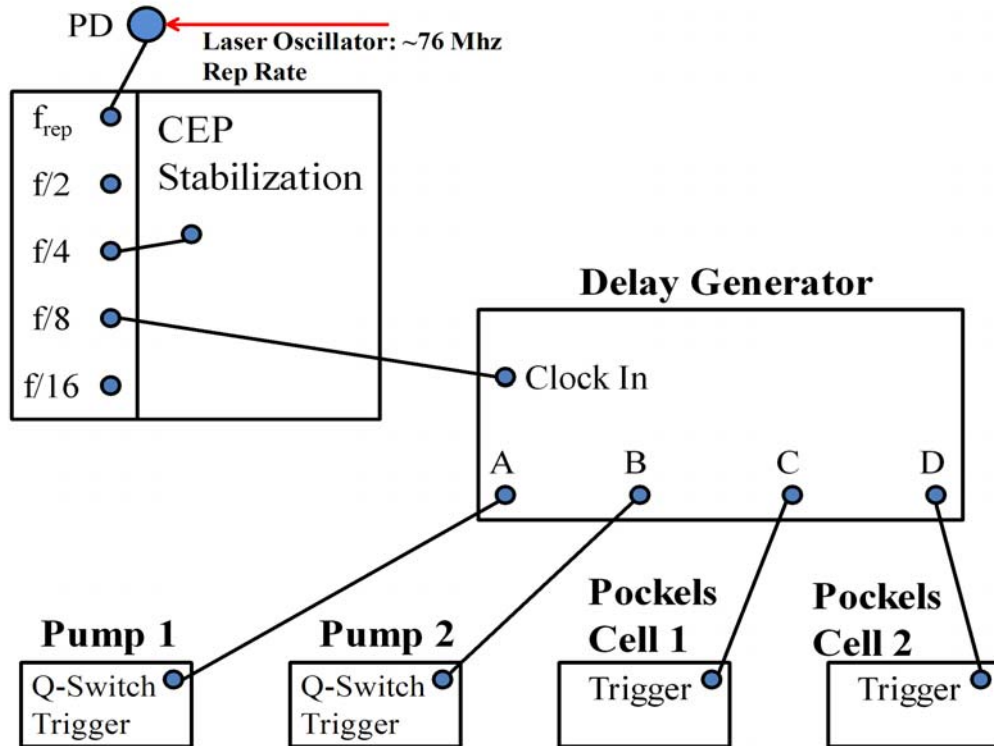 PD
Laser Oscillator: ~76 Mhz
Rep Rate
f_rep
CEP
Stabilization
f/2
f/4
f/8
f/16
Delay Generator
Clock In
A B C D
Pump 1
Q-Switch
Trigger
Pump 2
Q-Switch
Trigger
Pockels
Cell 1
Trigger
Pockels
Cell 2
Trigger